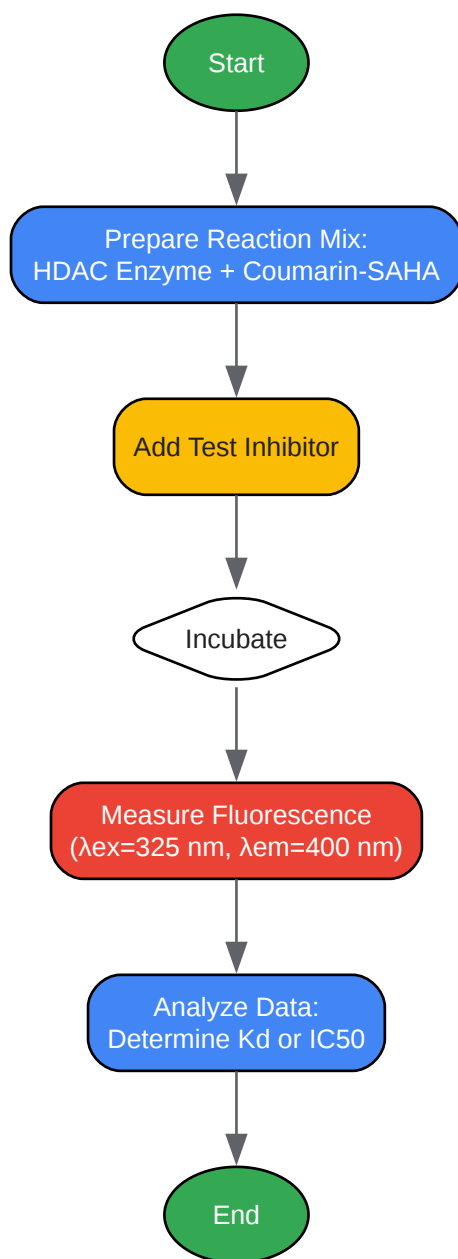 Start
Prepare Reaction Mix:
HDAC Enzyme + Coumarin-SAHA
Add Test Inhibitor
Incubate
Measure Fluorescence
(λex=325 nm, λem=400 nm)
Analyze Data:
Determine Kd or IC50
End